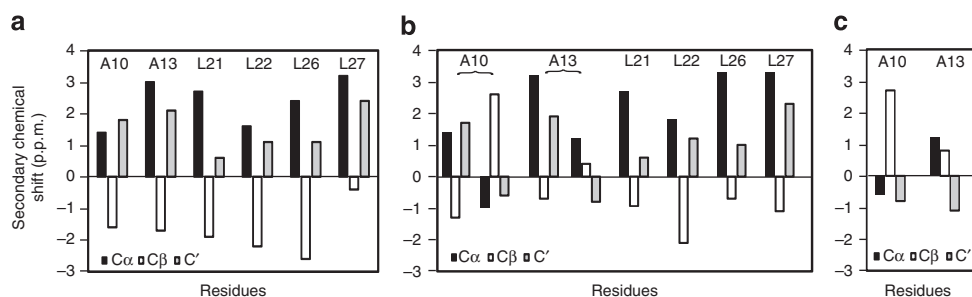 a
b
c
4
3
2
1
0
−1
−2
−3
Secondary chemical
shift (p.p.m.)
A10 A13 L21 L22 L26 L27
Cα Cβ C′
Residues
4
3
2
1
0
−1
−2
−3
A10 A13 L21 L22 L26 L27
Cα Cβ C′
Residues
4
3
2
1
0
−1
−2
−3
A10 A13
Cα Cβ C′
Residues